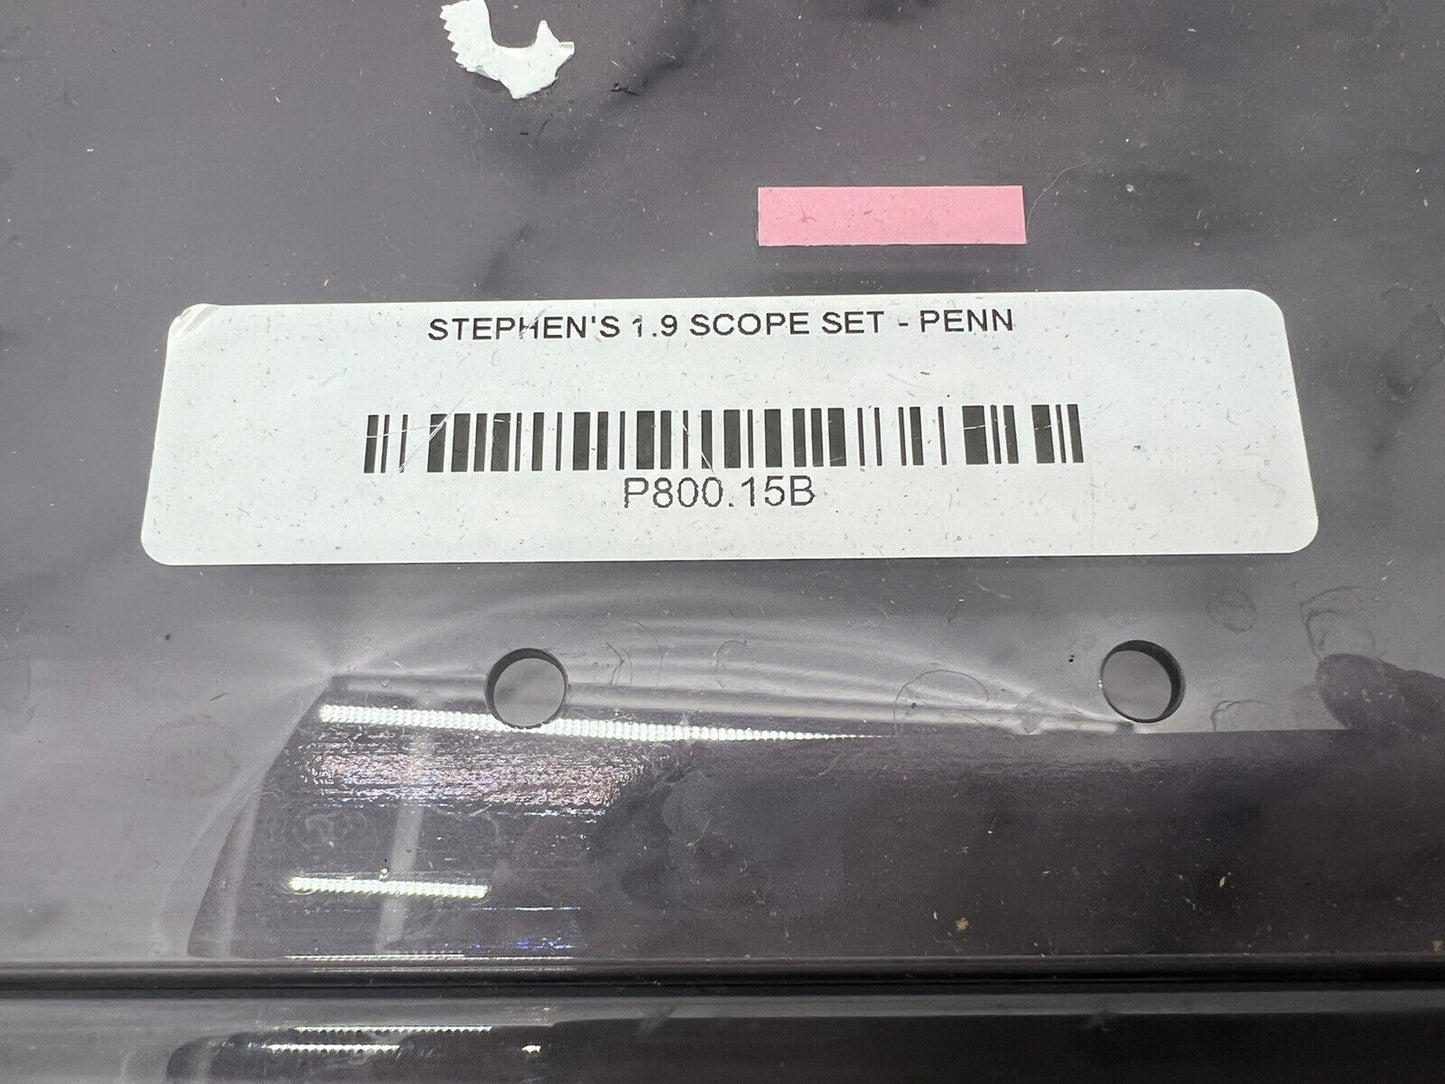 STEPHEN'S 1.9 SCOPE SET - PENN
P800.15B